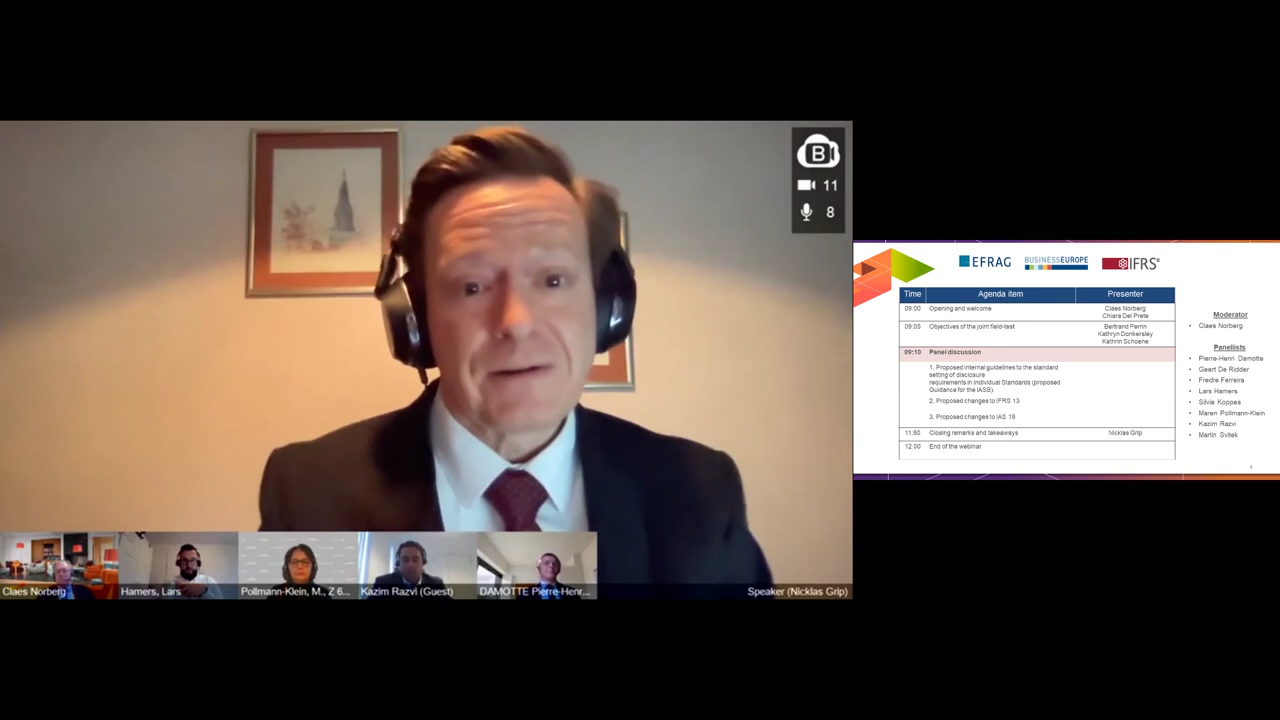 B
11
8
Claes Norberg
Hamers, Lars
Pollmann-Klein, M., Z 6...
Kazim Razvi (Guest)
DAMOTTE Pierre-Henr...
Speaker (Nicklas Grip)
EFRAG
BUSINESSEUROPE
IFRS®
Time Agenda item Presenter
09:00 Opening and welcome Claes Norberg
Chiara Del Prete
09:05 Objectives of the joint field-test Bertrand Perrin
Kathryn Donkersley
Kathrin Schoene
09:10 Panel discussion
1. Proposed internal guidelines to the standard
setting of disclosure
requirements in individual Standards (proposed
Guidance for the IASB).
2. Proposed changes to IFRS 13
3. Proposed changes to IAS 19
11:50 Closing remarks and takeaways Nicklas Grip
12:00 End of the webinar
Moderator
• Claes Norberg
Panellists
• Pierre-Henri Damotte
• Geert De Ridder
• Fredre Ferreira
• Lars Hamers
• Silvie Koppes
• Maren Pollmann-Klein
• Kazim Razvi
• Martin Svitek